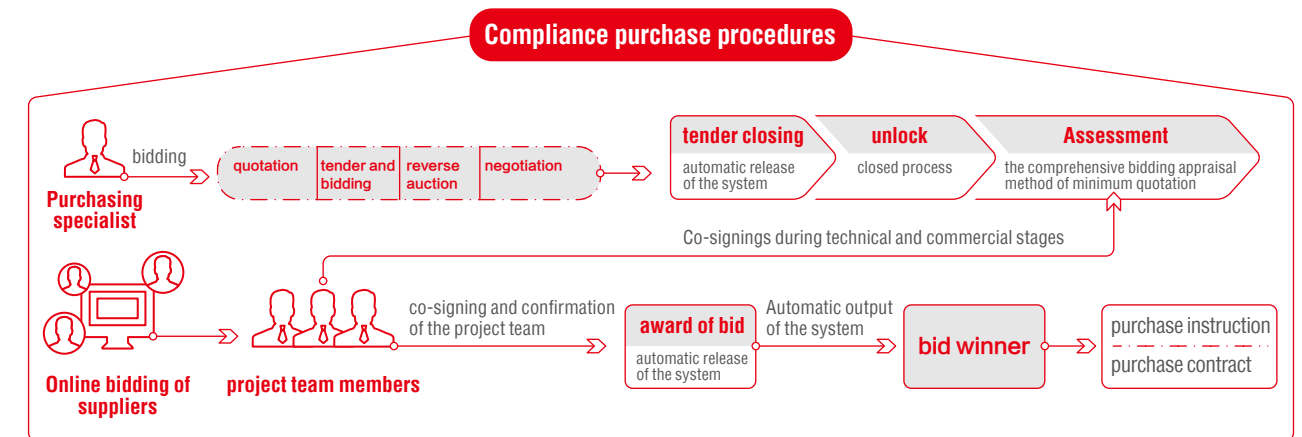 Compliance purchase procedures
bidding
Purchasing
specialist
quotation
tender and
bidding
reverse
auction
negotiation
tender closing
automatic release
of the system
unlock
closed process
Assessment
the comprehensive bidding appraisal
method of minimum quotation
Co-signings during technical and commercial stages
Online bidding of
suppliers
project team members
co-signing and confirmation
of the project team
award of bid
automatic release
of the system
Automatic output
of the system
bid winner
purchase instruction
purchase contract